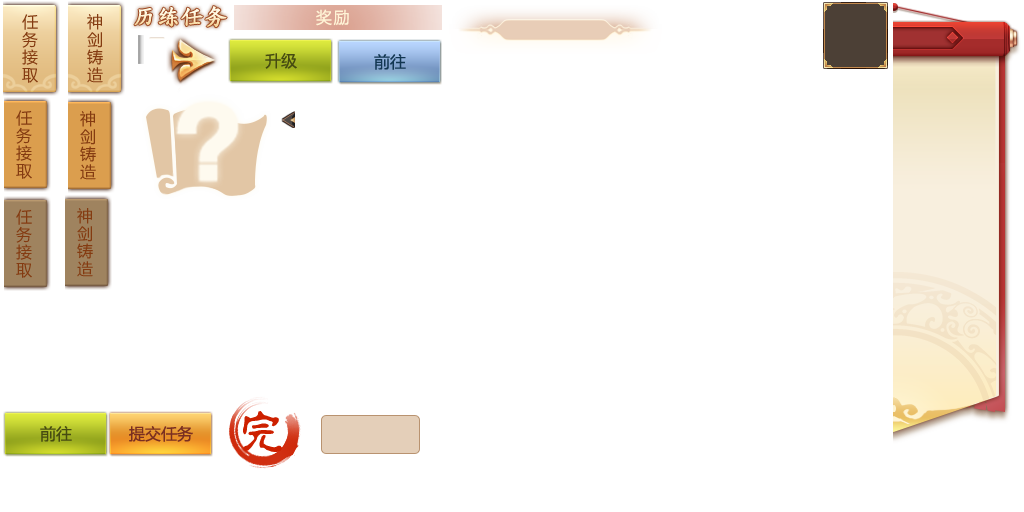 任务接取
神剑铸造
历练任务
奖励
升级
前往
任务接取
神剑铸造
?
任务接取
神剑铸造
前往
提交任务
完